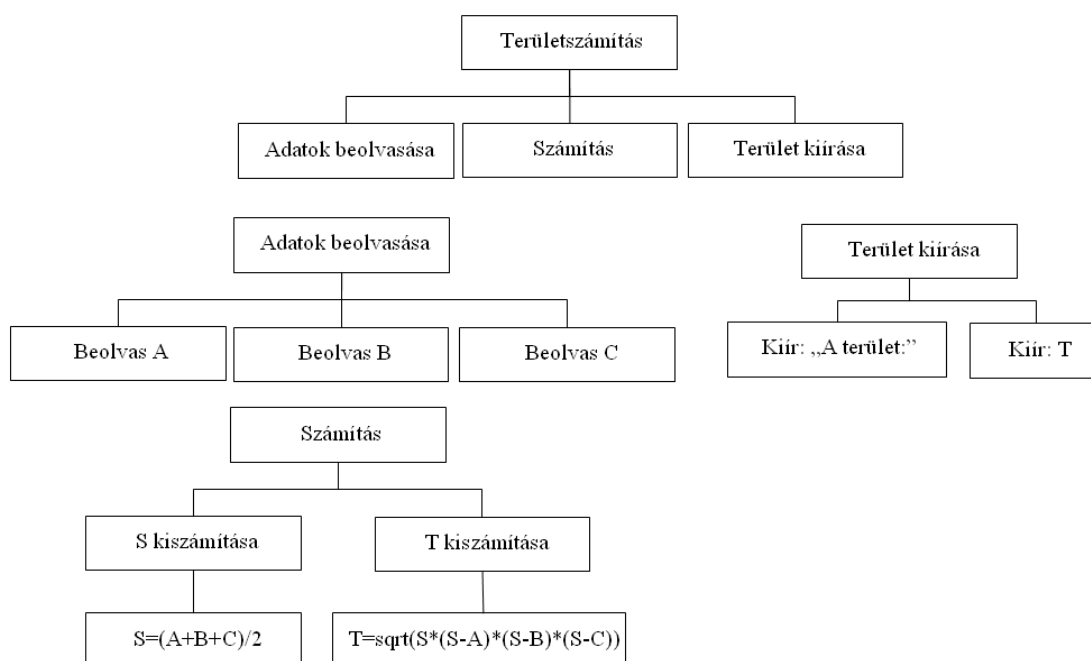 Területszámítás
Adatok beolvasása
Számítás
Terület kiírása
Adatok beolvasása
Beolvas A
Beolvas B
Beolvas C
Terület kiírása
Kiír: „A terület:”
Kiír: T
Számítás
S kiszámítása
T kiszámítása
S=(A+B+C)/2
T=sqrt(S*(S-A)*(S-B)*(S-C))